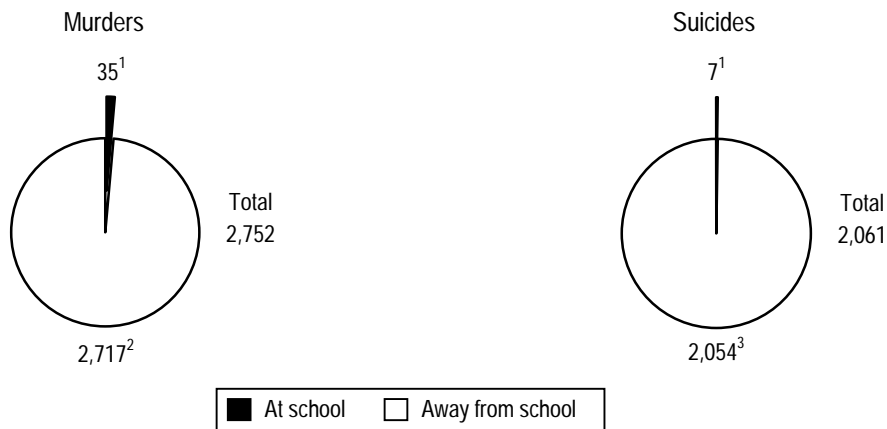 Murders
35¹
Total
2,752
2,717²
Suicides
7¹
Total
2,061
2,054³
At school Away from school